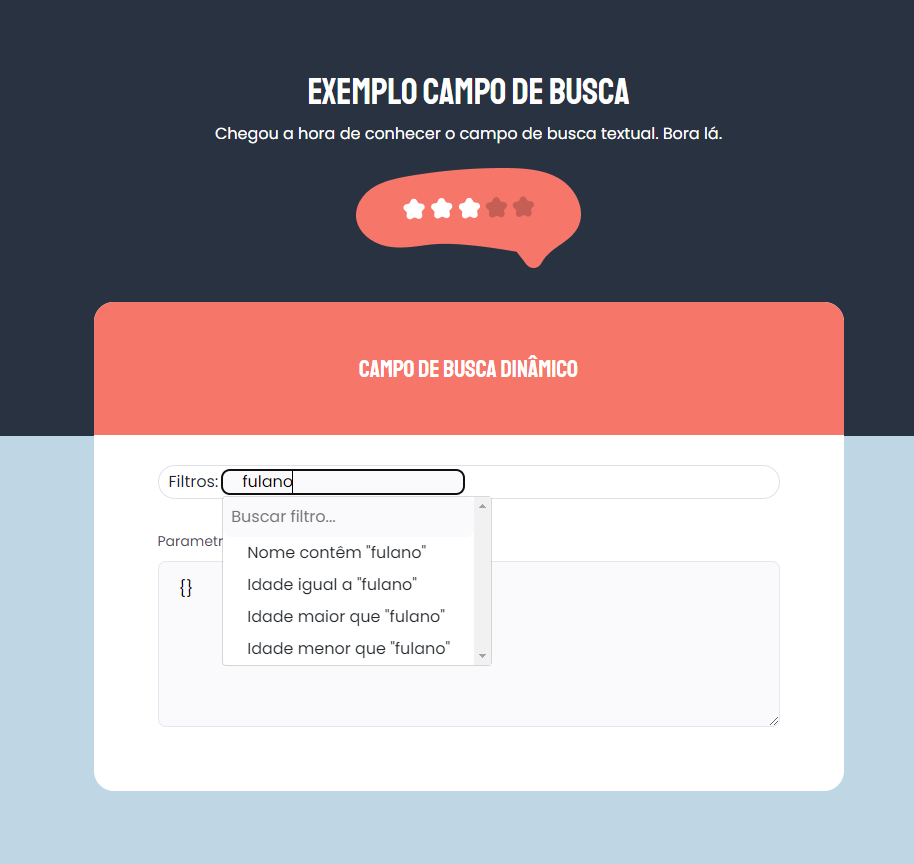 EXEMPLO CAMPO DE BUSCA
Chegou a hora de conhecer o campo de busca textual. Bora lá.
CAMPO DE BUSCA DINÂMICO
Filtros: fulano
Buscar filtro...
Parametr
Nome contêm "fulano"
Idade igual a "fulano"
{}
Idade maior que "fulano"
Idade menor que "fulano"